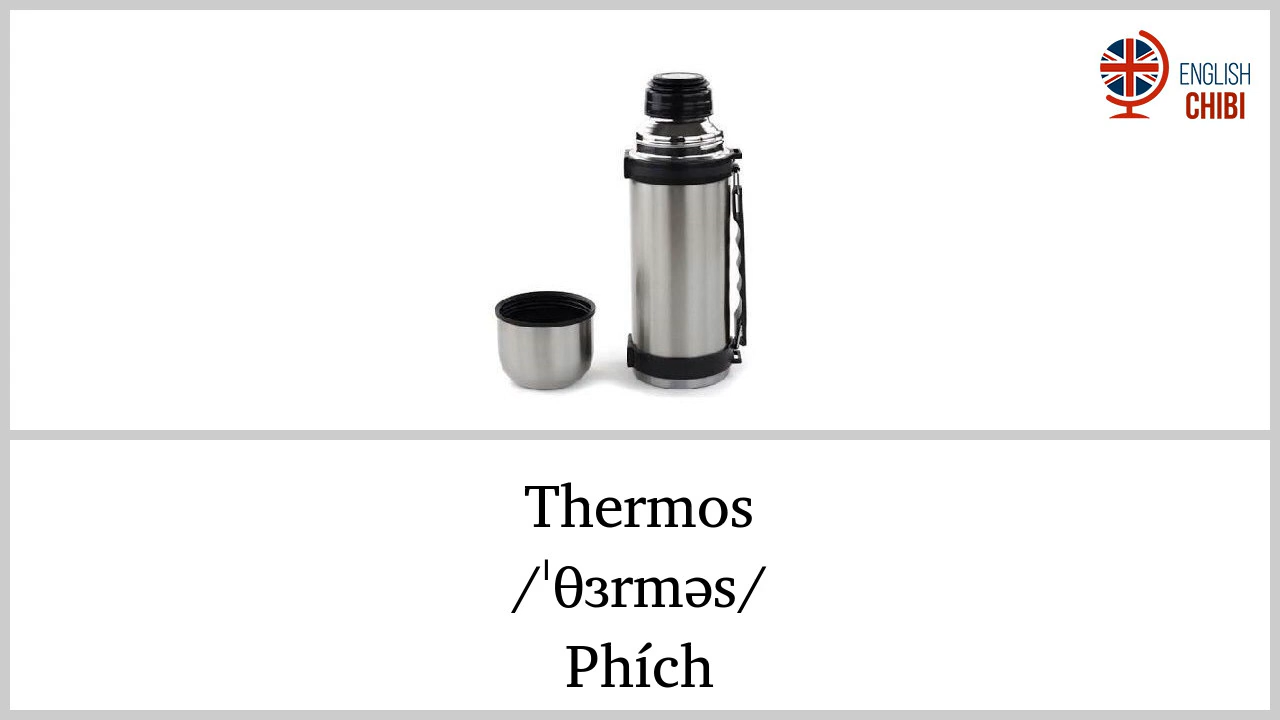 ENGLISH
CHIBI
Thermos
/ˈθɜrməs/
Phích